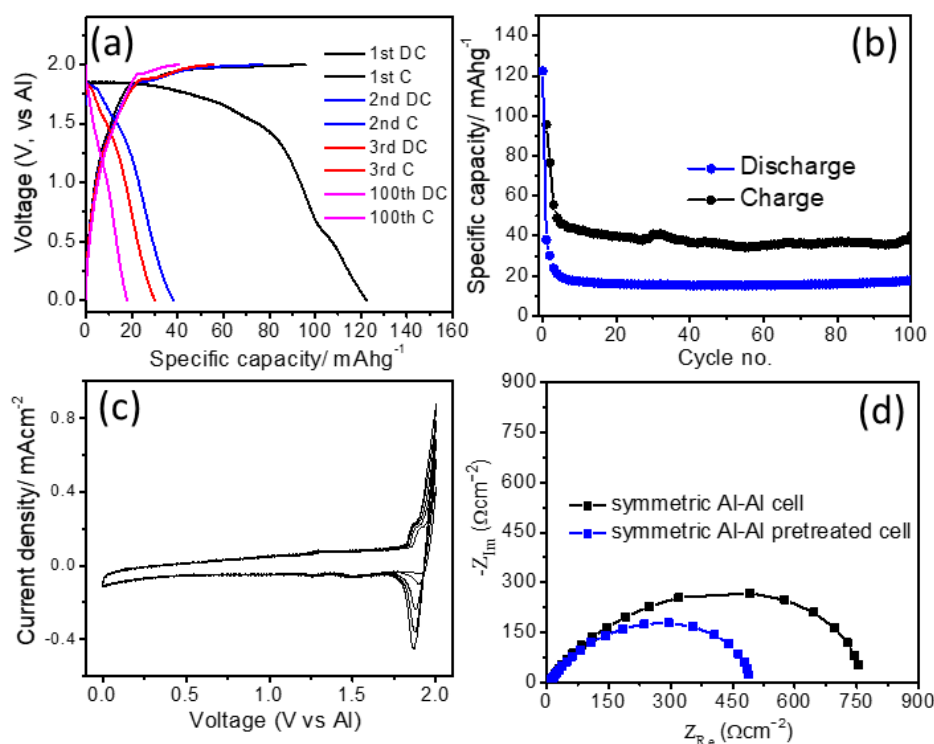 (a)
1st DC
1st C
2nd DC
2nd C
3rd DC
3rd C
100th DC
100th C
Voltage (V, vs Al)
2.0
1.5
1.0
0.5
0.0
0 20 40 60 80 100 120 140 160
Specific capacity/ mAhg⁻¹
(b)
Discharge
Charge
Specific capacity/ mAhg⁻¹
140
120
100
80
60
40
20
0
0 20 40 60 80 100
Cycle no.
(c)
Current density/ mAcm⁻²
0.8
0.4
0.0
-0.4
0.0 0.5 1.0 1.5 2.0
Voltage (V vs Al)
(d)
symmetric Al-Al cell
symmetric Al-Al pretreated cell
-Z_Im (Ωcm⁻²)
900
750
600
450
300
150
0
0 150 300 450 600 750 900
Z_Re (Ωcm⁻²)